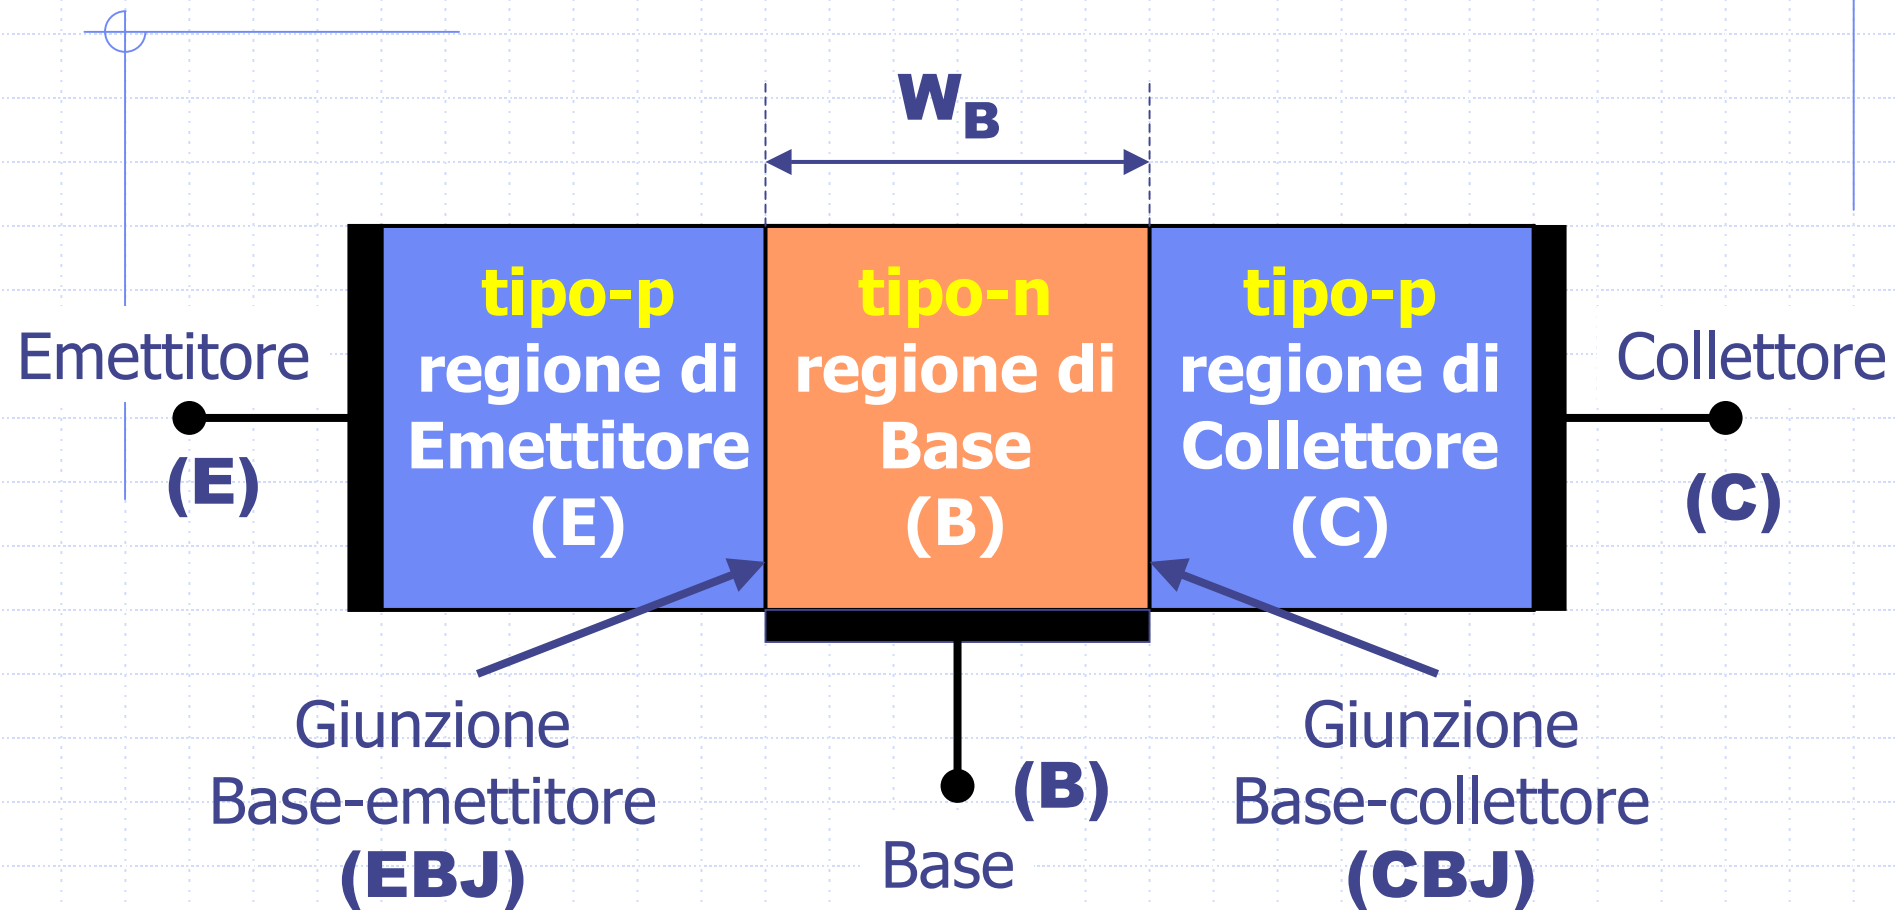 W_B
tipo-p
regione di
Emettitore
(E)
tipo-n
regione di
Base
(B)
tipo-p
regione di
Collettore
(C)
Emettitore
(E)
Collettore
(C)
Giunzione
Base-emettitore
(EBJ)
(B)
Base
Giunzione
Base-collettore
(CBJ)